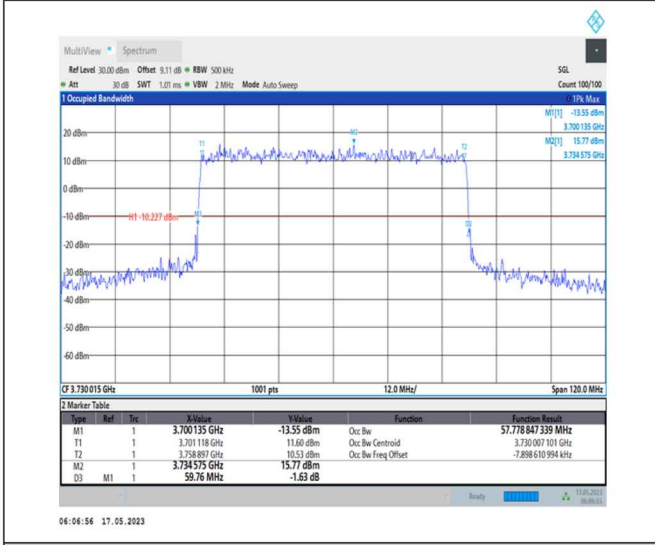 MultiView Spectrum
Ref Level 30.00 dBm Offset 9.11 dB RBW 500 kHz SGL
Att 30 dB SWT 1.01 ms VBW 2 MHz Mode Auto Sweep Count 100/100
1 Occupied Bandwidth 1Pk Max
M1[1] -13.55 dBm
3.700 135 GHz
M2[1] 15.77 dBm
3.734 575 GHz
20 dBm
M2
T1 T2
10 dBm
0 dBm
-10 dBm H1 -10.227 dBm M1
D3
-20 dBm
-30 dBm
-40 dBm
-50 dBm
-60 dBm
CF 3.730 015 GHz 1001 pts 12.0 MHz/ Span 120.0 MHz
2 Marker Table
Type Ref Trc X-Value Y-Value Function Function Result
M1 1 3.700 135 GHz -13.55 dBm Occ Bw 57.778 847 339 MHz
T1 1 3.701 118 GHz 11.60 dBm Occ Bw Centroid 3.730 007 101 GHz
T2 1 3.758 897 GHz 10.53 dBm Occ Bw Freq Offset -7.898 610 994 kHz
M2 1 3.734 575 GHz 15.77 dBm
D3 M1 1 59.76 MHz -1.63 dB
Ready 17.05.2023
06:06:55
06:06:56 17.05.2023